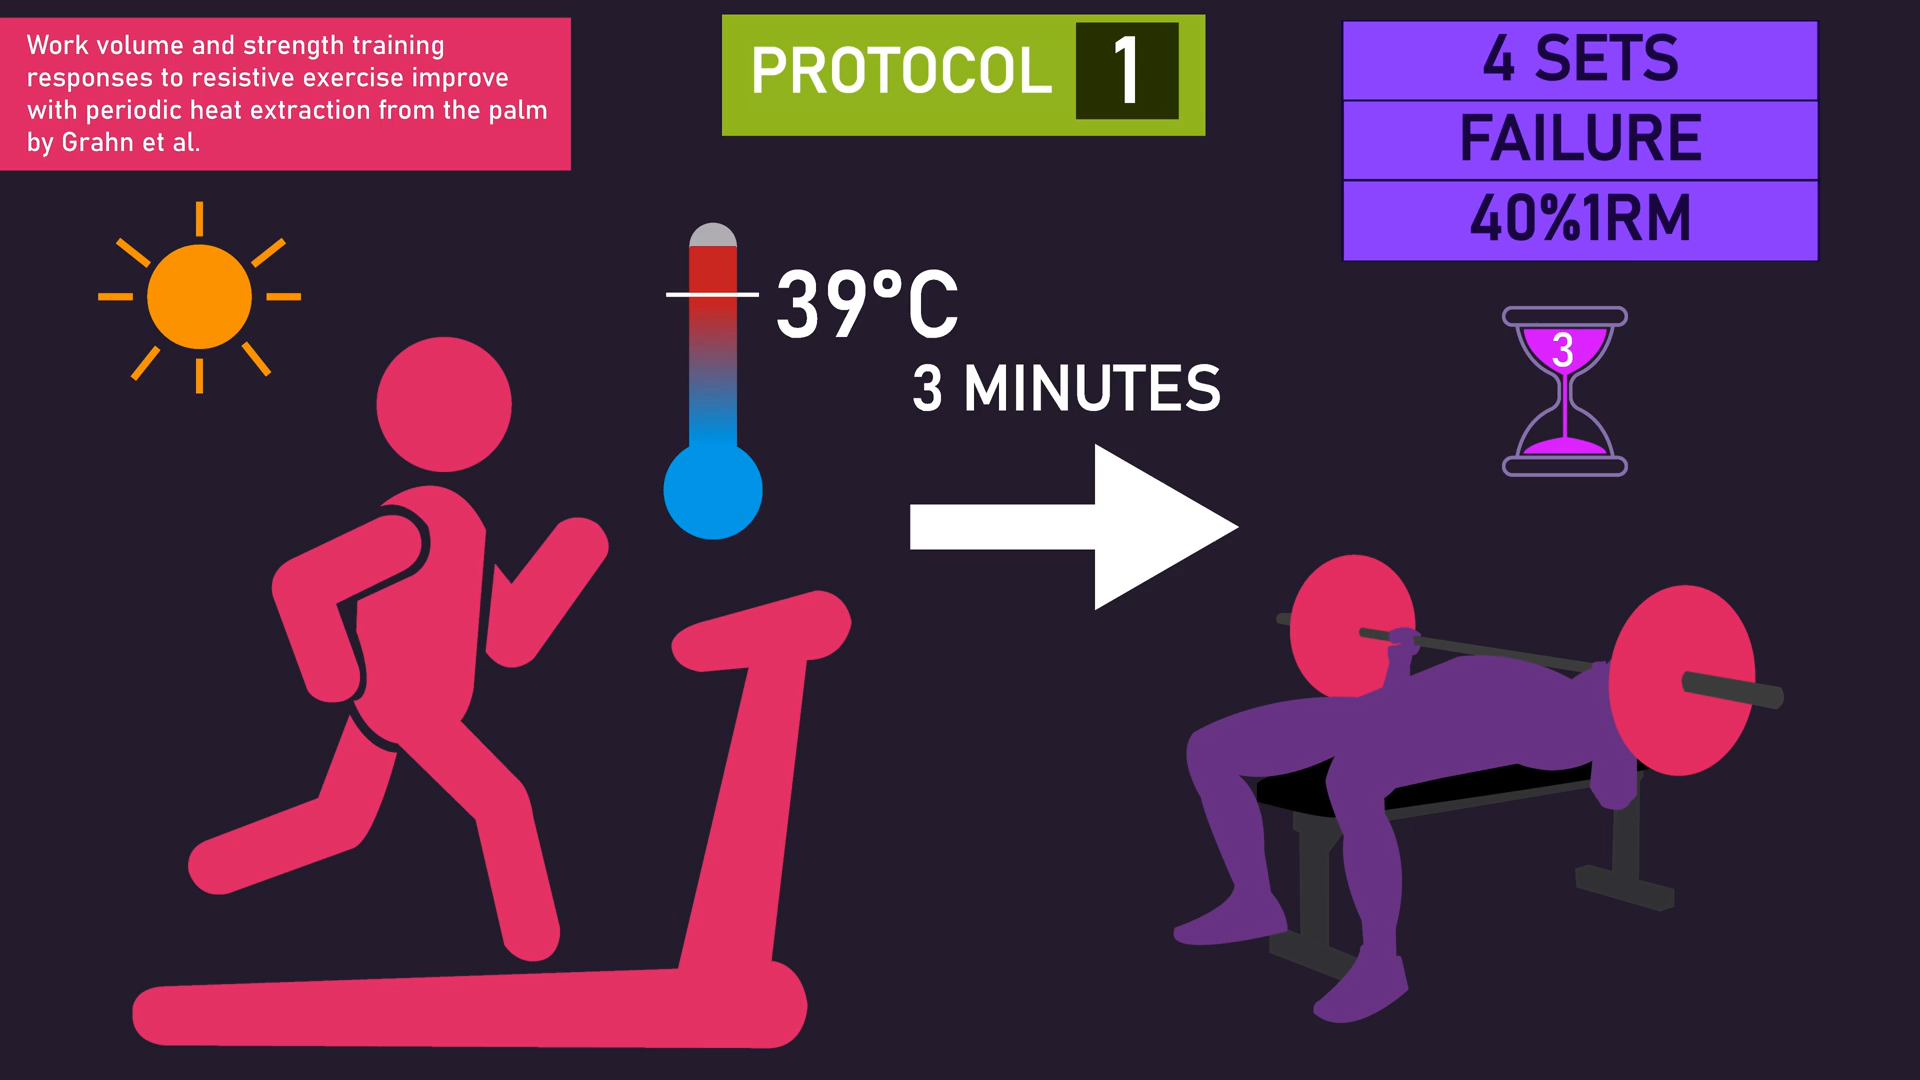 Work volume and strength training
responses to resistive exercise improve
with periodic heat extraction from the palm
by Grahn et al.
PROTOCOL 1
4 SETS
FAILURE
40%1RM
39°C
3 MINUTES
3